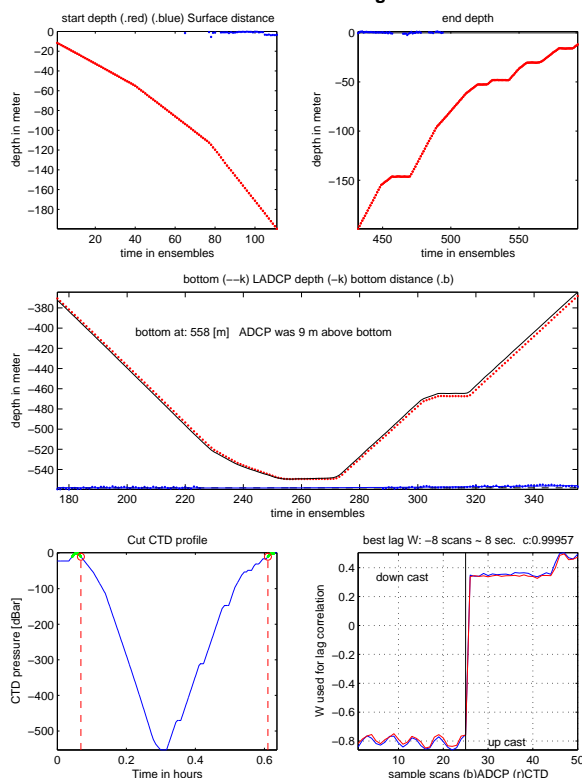 start depth (.red) (.blue) Surface distance
end depth
0
−20
−40
−60
−80
−100
−120
−140
−160
−180
depth in meter
20 40 60 80 100
time in ensembles
0
−50
−100
−150
depth in meter
450 500 550
time in ensembles
bottom (−−k) LADCP depth (−k) bottom distance (.b)
−380
−400
−420
−440
−460
−480
−500
−520
−540
depth in meter
bottom at: 558 [m] ADCP was 9 m above bottom
180 200 220 240 260 280 300 320 340
time in ensembles
Cut CTD profile
0
−100
−200
−300
−400
−500
CTD pressure [dBar]
0 0.2 0.4 0.6
Time in hours
best lag W: −8 scans ~ 8 sec. c:0.99957
0.4
0.2
0
−0.2
−0.4
−0.6
−0.8
W used for lag correlation
down cast
up cast
10 20 30 40 50
sample scans (b)ADCP (r)CTD